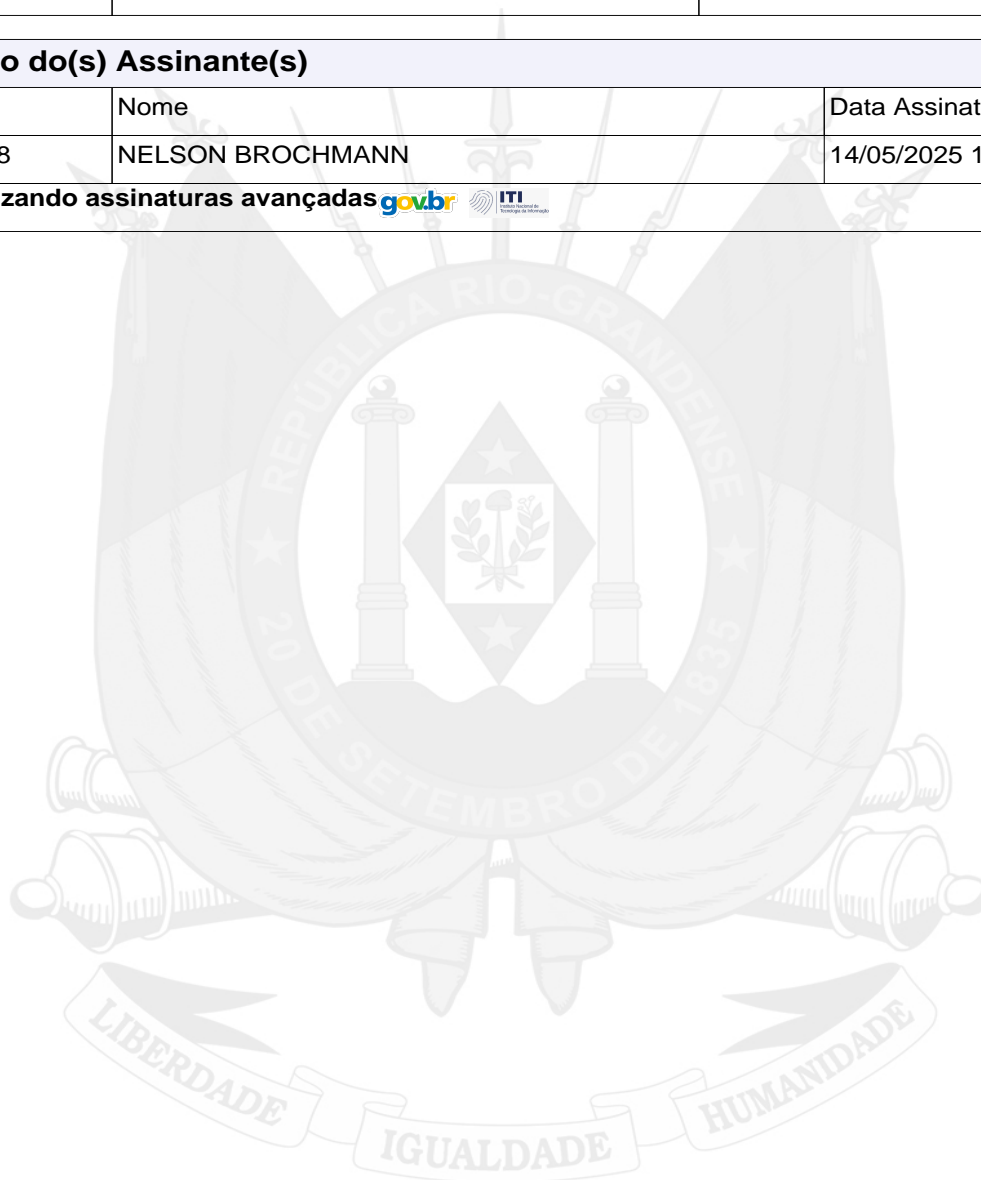 o do(s) Assinante(s)
Nome Data Assinat
8 NELSON BROCHMANN 14/05/2025 1
zando assinaturas avançadas gov.br ITI
REPÚBLICA RIO-GRANDENSE
20 DE SETEMBRO DE 1835
LIBERDADE IGUALDADE HUMANIDADE